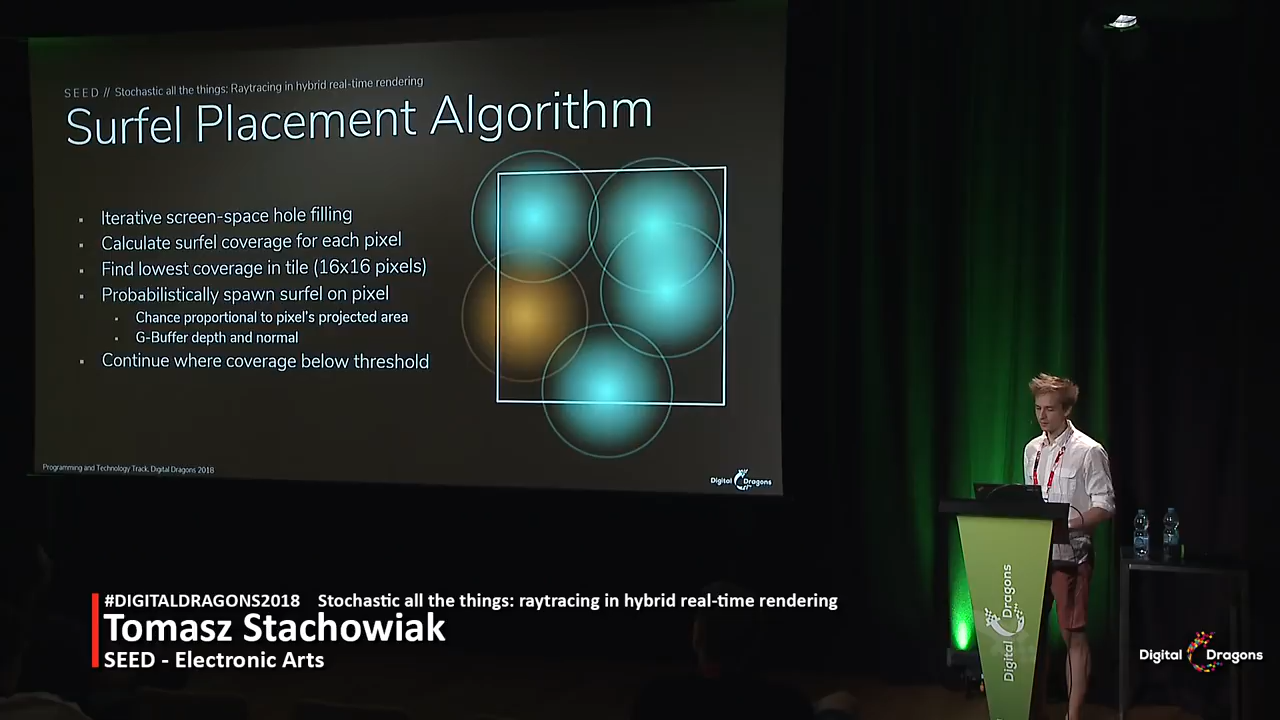 SEED // Stochastic all the things: Raytracing in hybrid real-time rendering
Surfel Placement Algorithm
▪ Iterative screen-space hole filling
▪ Calculate surfel coverage for each pixel
▪ Find lowest coverage in tile (16x16 pixels)
▪ Probabilistically spawn surfel on pixel
▪ Chance proportional to pixel's projected area
▪ G-Buffer depth and normal
▪ Continue where coverage below threshold
Programming and Technology Track, Digital Dragons 2018
Digital Dragons
Digital Dragons
#DIGITALDRAGONS2018 Stochastic all the things: raytracing in hybrid real-time rendering
Tomasz Stachowiak
SEED - Electronic Arts
Digital Dragons